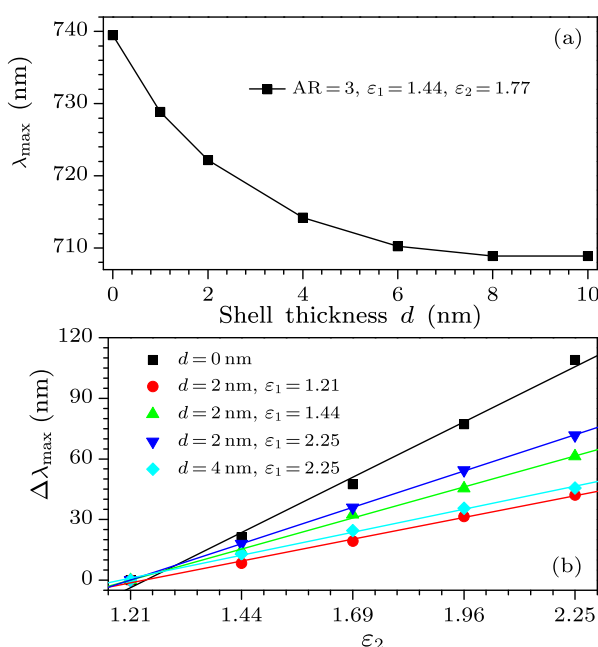 740
730
720
710
λmax (nm)
(a)
AR = 3, ε1 = 1.44, ε2 = 1.77
0 2 4 6 8 10
Shell thickness d (nm)
120
90
60
30
0
Δλmax (nm)
d = 0 nm
d = 2 nm, ε1 = 1.21
d = 2 nm, ε1 = 1.44
d = 2 nm, ε1 = 2.25
d = 4 nm, ε1 = 2.25
(b)
1.21 1.44 1.69 1.96 2.25
ε2